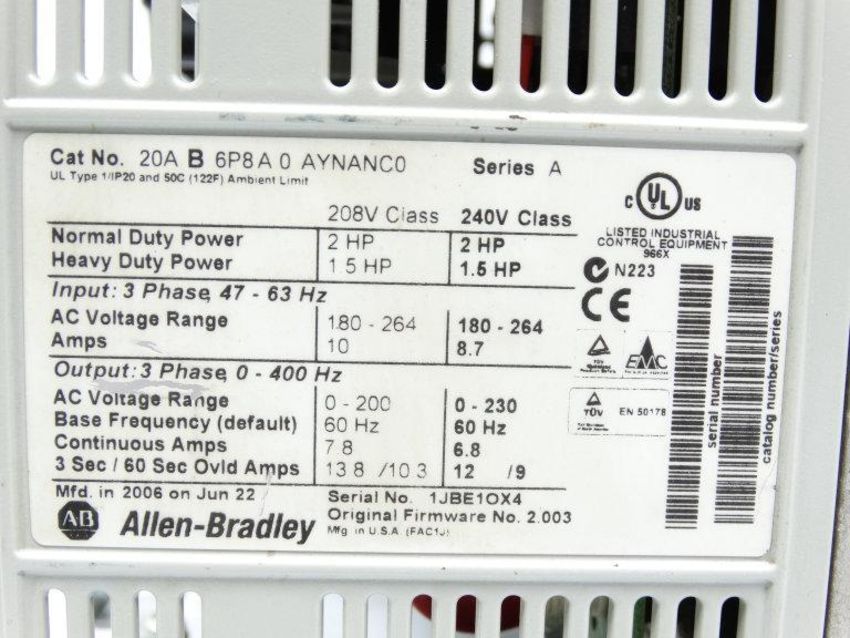 Cat No. 20A B 6P8 A 0 AYNANC0 Series A
UL Type 1/IP20 and 50C (122F) Ambient Limit
208V Class 240V Class
Normal Duty Power 2 HP 2 HP
Heavy Duty Power 1.5 HP 1.5 HP
Input: 3 Phase, 47 - 63 Hz
AC Voltage Range 180 - 264 180 - 264
Amps 10 8.7
Output: 3 Phase, 0 - 400 Hz
AC Voltage Range 0 - 200 0 - 230
Base Frequency (default) 60 Hz 60 Hz
Continuous Amps 7 8 6.8
3 Sec / 60 Sec Ovld Amps 13 8 /10 3 12 /9
Mfd. in 2006 on Jun 22 Serial No. 1JBE1OX4
Original Firmware No. 2.003
AB Allen-Bradley Mfg in U.S.A. (FAC1J)
C UL US
LISTED INDUSTRIAL
CONTROL EQUIPMENT
966X
N223
CE
TÜV EMC
TÜV EN 50178
serial number
catalog number/series